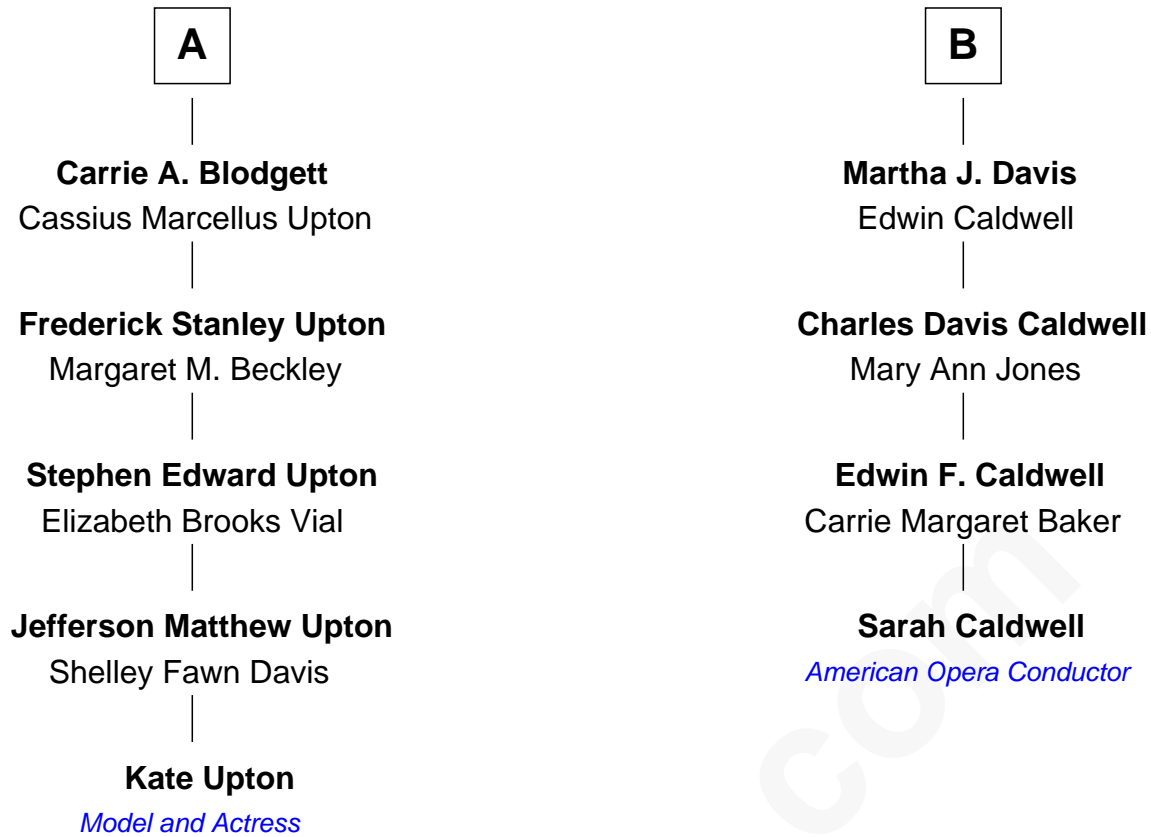 A
B
Carrie A. Blodgett
Cassius Marcellus Upton
Martha J. Davis
Edwin Caldwell
Frederick Stanley Upton
Margaret M. Beckley
Charles Davis Caldwell
Mary Ann Jones
Stephen Edward Upton
Elizabeth Brooks Vial
Edwin F. Caldwell
Carrie Margaret Baker
Jefferson Matthew Upton
Shelley Fawn Davis
Sarah Caldwell
American Opera Conductor
Kate Upton
Model and Actress
com